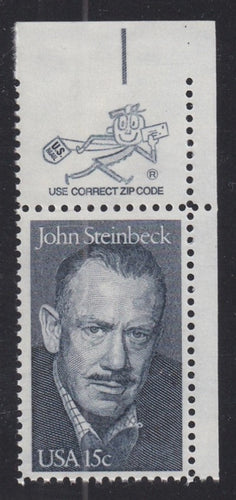 U.S.
MAIL
®
USE CORRECT ZIP CODE
John Steinbeck
USA 15c